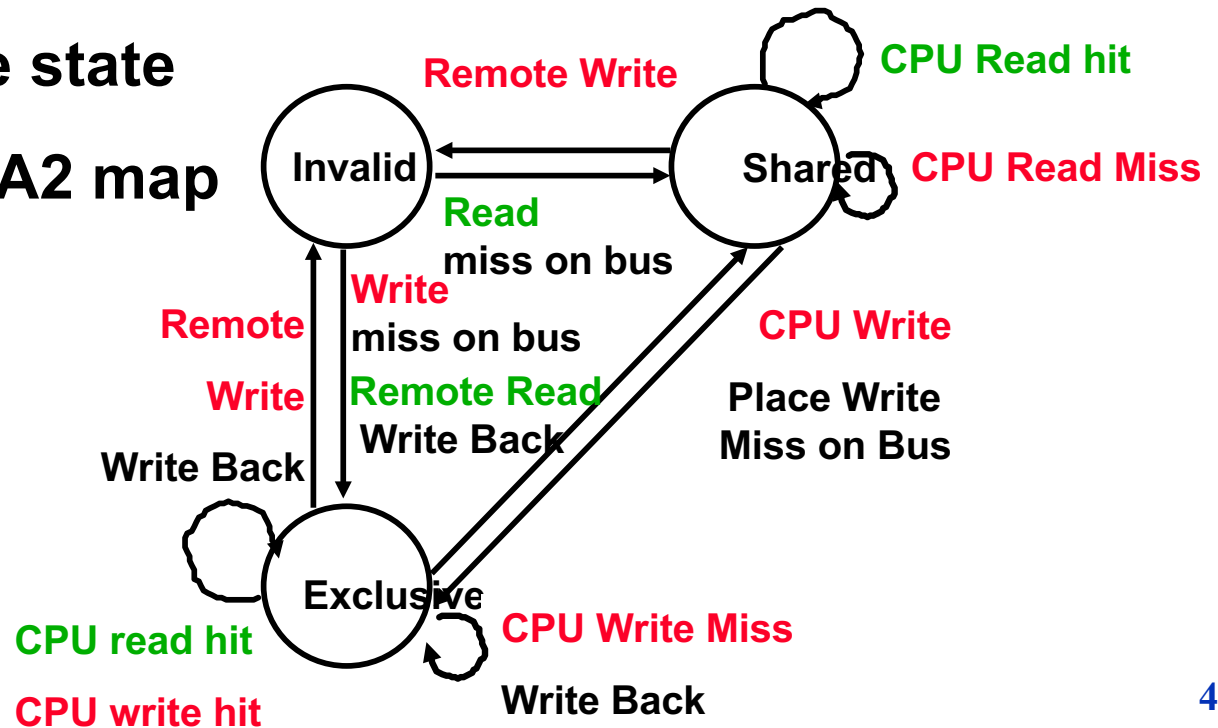 e state
A2 map
Remote Write
CPU Read hit
Invalid
Shared
CPU Read Miss
Read
miss on bus
Write
miss on bus
Remote
Write
Write Back
Remote Read
Write Back
CPU Write
Place Write
Miss on Bus
Exclusive
CPU read hit
CPU write hit
CPU Write Miss
Write Back
4